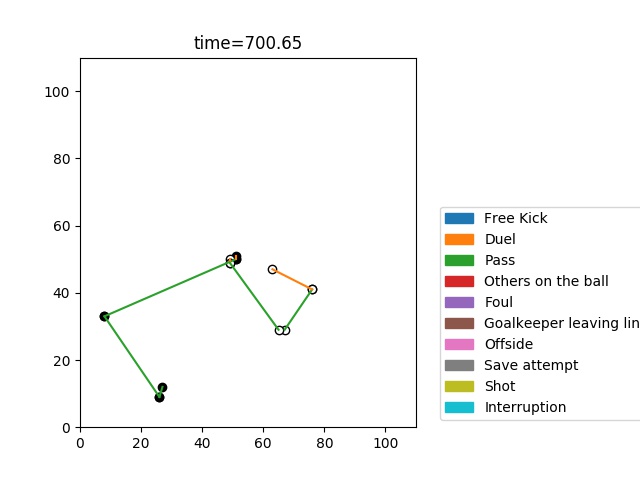 time=700.65
100
80
60
40
20
0
0 20 40 60 80 100
Free Kick
Duel
Pass
Others on the ball
Foul
Goalkeeper leaving lin
Offside
Save attempt
Shot
Interruption